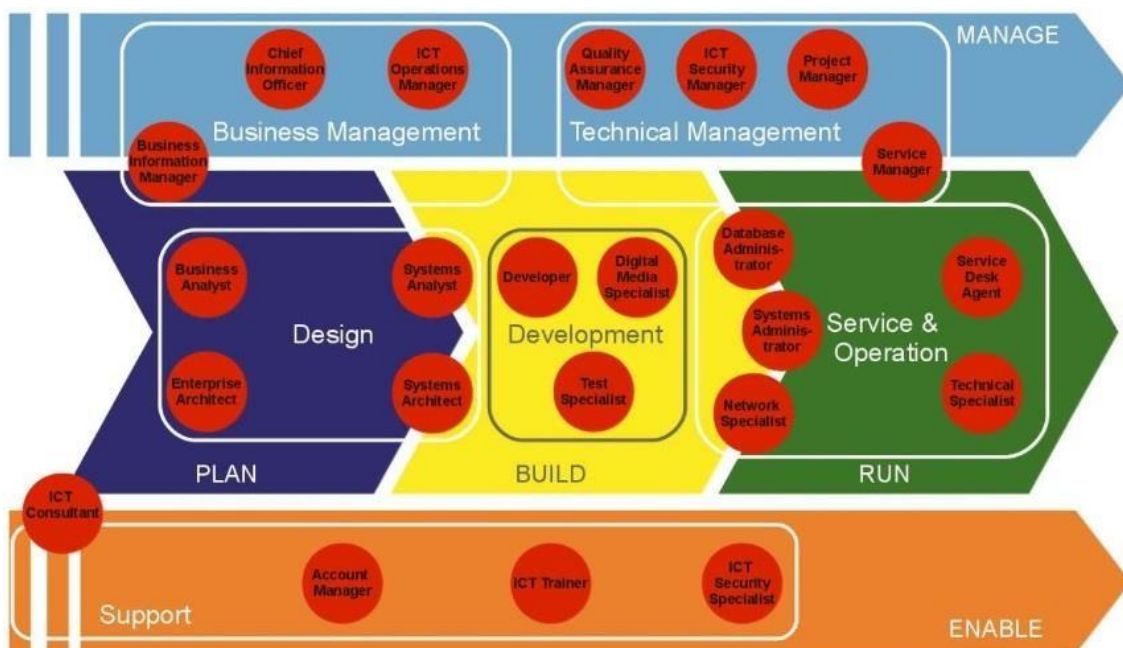 MANAGE
Chief
Information
Officer
ICT
Operations
Manager
Quality
Assurance
Manager
ICT
Security
Manager
Project
Manager
Business Management
Technical Management
Business
Information
Manager
Service
Manager
Business
Analyst
Systems
Analyst
Developer
Digital
Media
Specialist
Database
Adminis-
trator
Service
Desk
Agent
Design
Development
Systems
Adminis-
trator
Service &
Operation
Enterprise
Architect
Systems
Architect
Test
Specialist
Network
Specialist
Technical
Specialist
PLAN
BUILD
RUN
ICT
Consultant
Account
Manager
ICT Trainer
ICT
Security
Specialist
Support
ENABLE